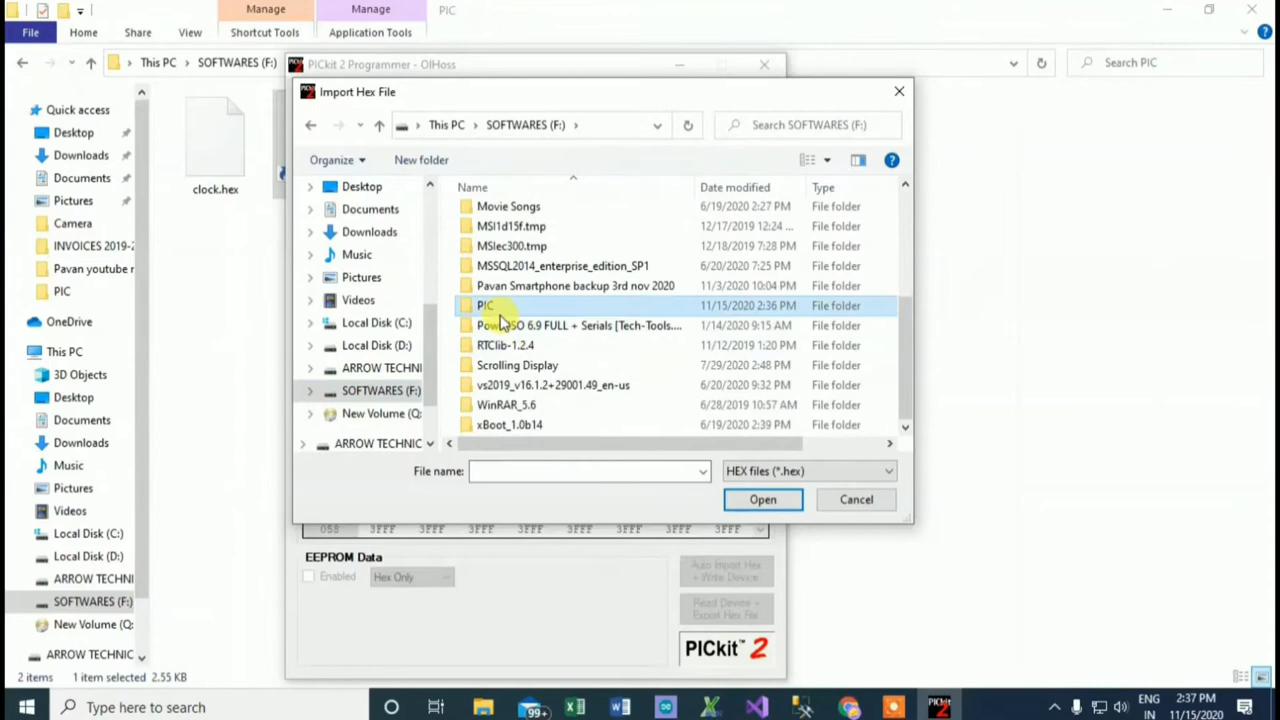 Manage
Manage
PIC
File
Home
Share
View
Shortcut Tools
Application Tools
This PC
SOFTWARES (F:)
Search PIC
Quick access
Desktop
Downloads
Documents
Pictures
Camera
INVOICES 2019-2
Pavan youtube r
PIC
OneDrive
This PC
3D Objects
Desktop
Documents
Downloads
Music
Pictures
Videos
Local Disk (C:)
Local Disk (D:)
ARROW TECHNI
SOFTWARES (F:)
New Volume (Q:
ARROW TECHNIC
2 items
1 item selected 2.55 KB
clock.hex
PICkit 2 Programmer - OlHoss
Import Hex File
This PC
SOFTWARES (F:)
Search SOFTWARES (F:)
Organize
New folder
Desktop
Documents
Downloads
Music
Pictures
Videos
Local Disk (C:)
Local Disk (D:)
ARROW TECHNI
SOFTWARES (F:)
New Volume (Q:
ARROW TECHNIC
Name Date modified Type
Movie Songs 6/19/2020 2:27 PM File folder
MSI1d15f.tmp 12/17/2019 12:24 ... File folder
MSIec300.tmp 12/18/2019 7:28 PM File folder
MSSQL2014_enterprise_edition_SP1 6/20/2020 7:25 PM File folder
Pavan Smartphone backup 3rd nov 2020 11/3/2020 10:04 PM File folder
PIC 11/15/2020 2:36 PM File folder
SO 6.9 FULL + Serials [Tech-Tools.... 1/14/2020 9:15 AM File folder
RTClib-1.2.4 11/12/2019 1:20 PM File folder
Scrolling Display 7/29/2020 2:48 PM File folder
vs2019_v16.1.2+29001.49_en-us 6/20/2020 9:32 PM File folder
WinRAR_5.6 6/28/2019 10:57 AM File folder
xBoot_1.0b14 6/19/2020 2:39 PM File folder
File name:
HEX files (*.hex)
Open
Cancel
058 3FFF 3FFF 3FFF 3FFF 3FFF 3FFF 3FFF 3FFF
EEPROM Data
Enabled
Hex Only
Auto Import Hex
+ Write Device
Read Device +
Export Hex File
PICkit™ 2
Type here to search
99+
ENG
IN
2:37 PM
11/15/2020